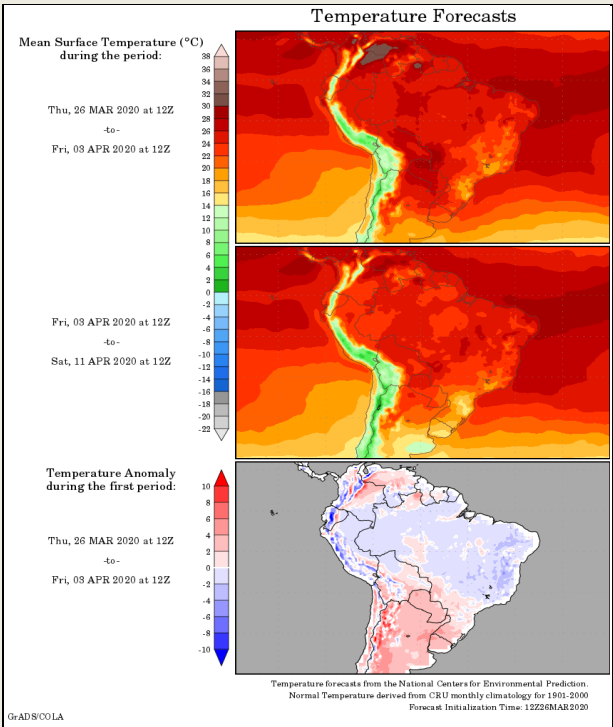 Temperature Forecasts
Mean Surface Temperature (°C)
during the period:
Thu, 26 MAR 2020 at 12Z
-to-
Fri, 03 APR 2020 at 12Z
38
36
34
32
30
28
26
24
22
20
18
16
14
12
10
8
6
4
2
0
-2
-4
-6
-8
-10
-12
-14
-16
-18
-20
-22
Fri, 03 APR 2020 at 12Z
-to-
Sat, 11 APR 2020 at 12Z
Temperature Anomaly
during the first period:
Thu, 26 MAR 2020 at 12Z
-to-
Fri, 03 APR 2020 at 12Z
10
8
6
4
2
0
-2
-4
-6
-8
-10
Temperature forecasts from the National Centers for Environmental Prediction.
Normal Temperature derived from CRU monthly climatology for 1901-2000
Forecast Initialization Time: 12Z26MAR2020
GrADS/COLA